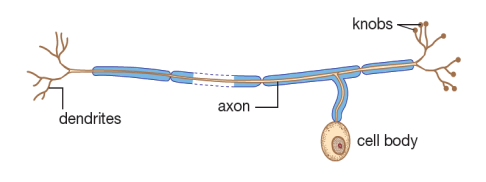 knobs
dendrites
axon
cell body